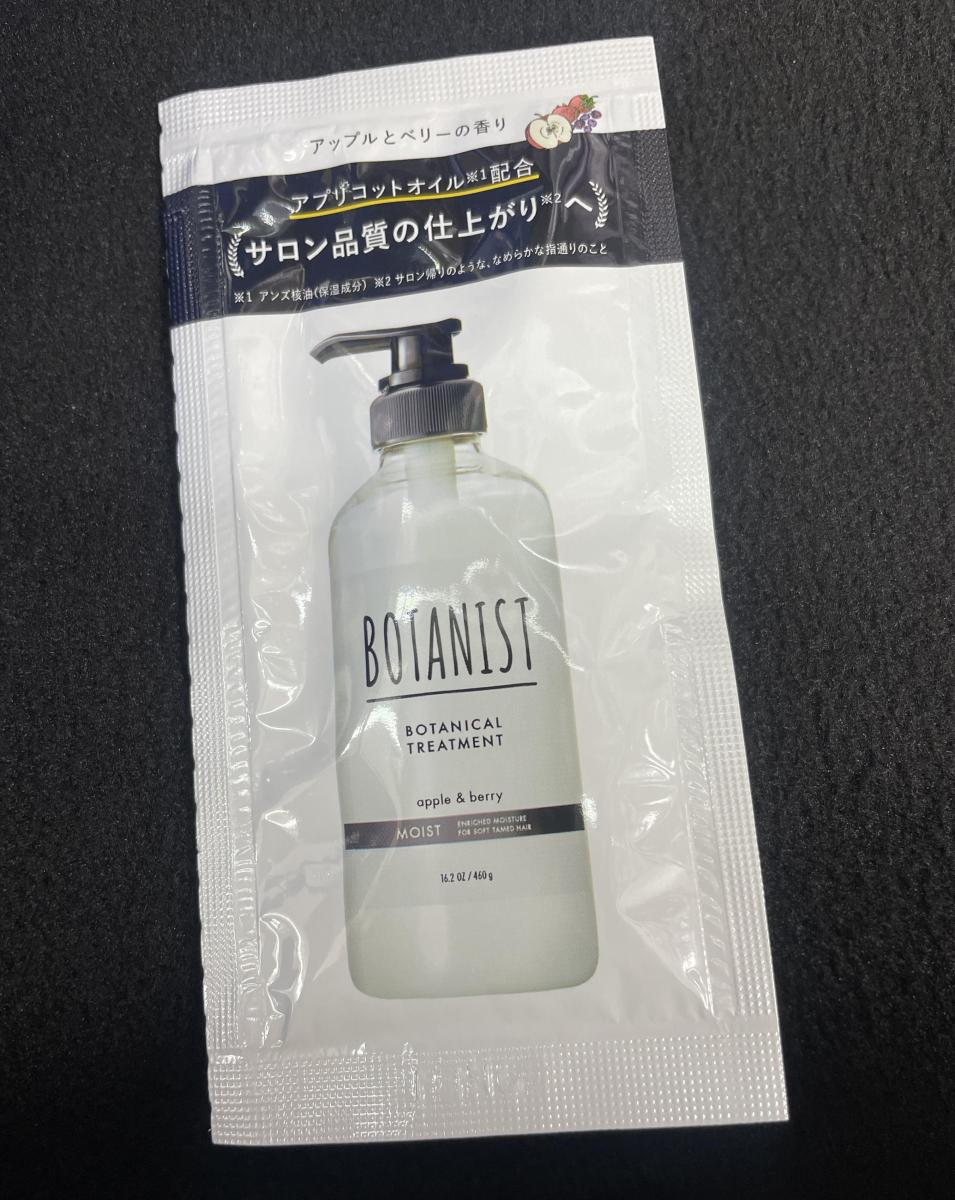 アップルとベリーの香り
アプリコットオイル※1配合
サロン品質の仕上がり※2へ
※1 アンズ核油(保湿成分) ※2 サロン帰りのような、なめらかな指通りのこと
BOTANIST
BOTANICAL
TREATMENT
apple & berry
MOIST ENRICHED MOISTURE
FOR SOFT TAMED HAIR
16.2 OZ / 460 g